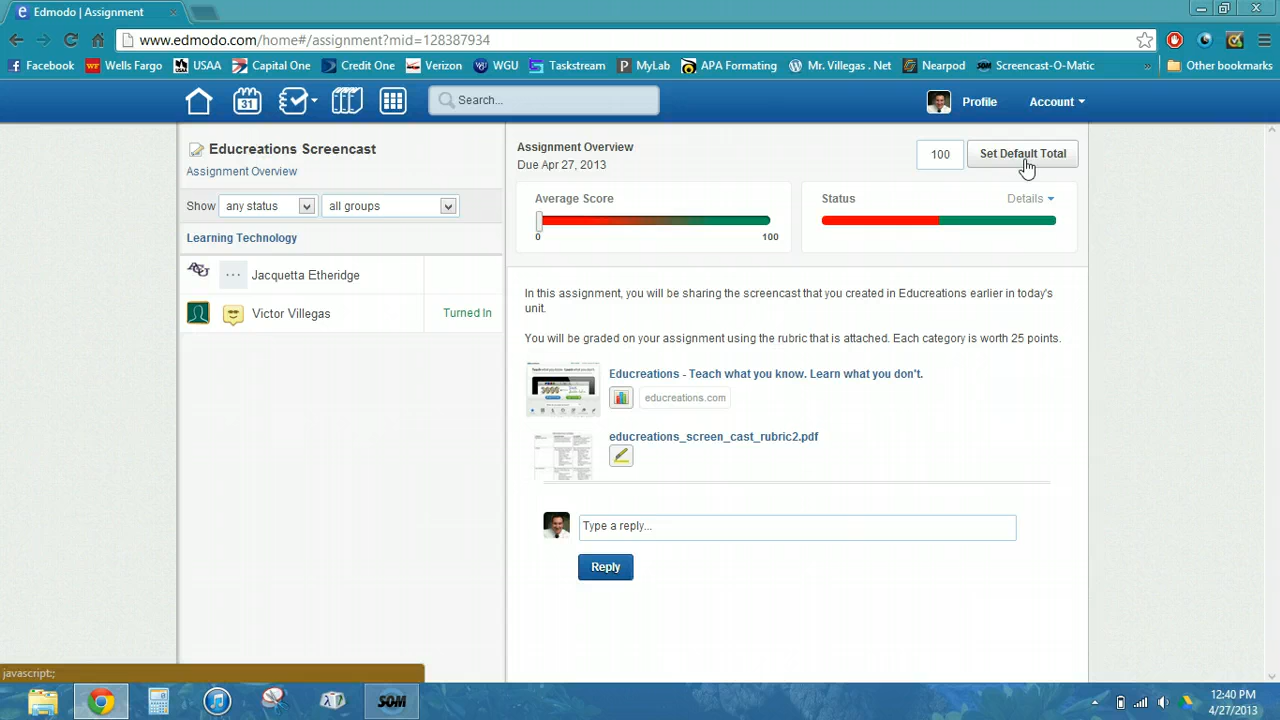 Edmodo | Assignment
www.edmodo.com/home#/assignment?mid=128387934
Facebook Wells Fargo USAA Capital One Credit One Verizon WGU Taskstream MyLab APA Formating Mr. Villegas . Net Nearpod Screencast-O-Matic » Other bookmarks
31 Search... Profile Account
Educreations Screencast
Assignment Overview
Show any status all groups
Learning Technology
ACU Jacquetta Etheridge
Victor Villegas Turned In
Assignment Overview
Due Apr 27, 2013
100 Set Default Total
Average Score
0 100
Status Details
In this assignment, you will be sharing the screencast that you created in Educreations earlier in today's
unit.
You will be graded on your assignment using the rubric that is attached. Each category is worth 25 points.
Educreations - Teach what you know. Learn what you don't.
educreations.com
educreations_screen_cast_rubric2.pdf
Type a reply...
Reply
javascript:;
SOM
12:40 PM
4/27/2013